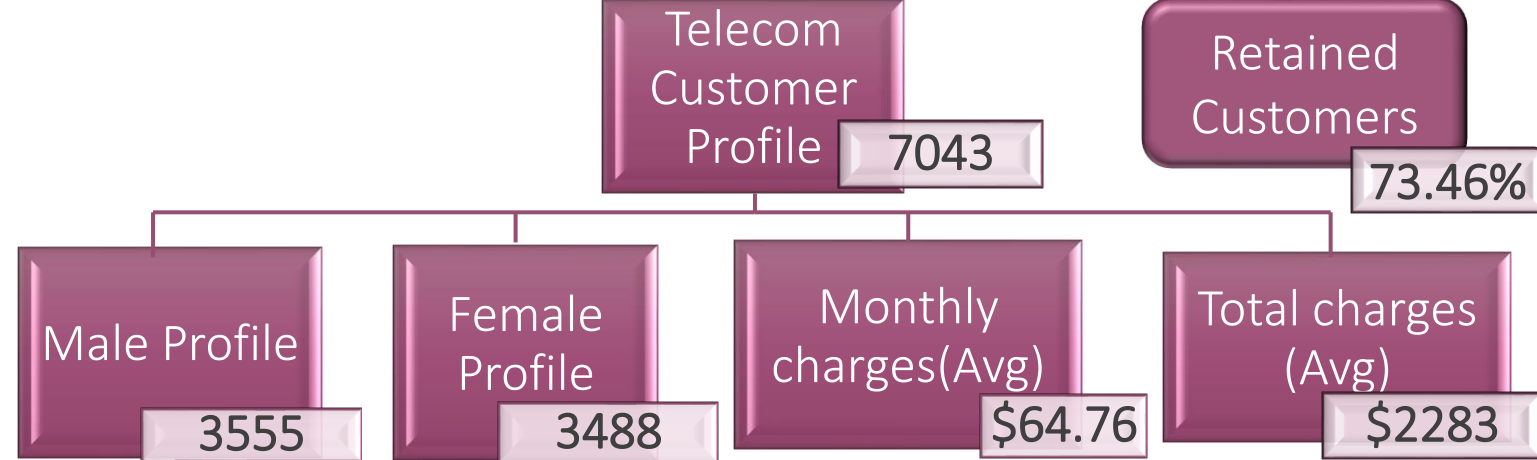 Telecom
Customer
Profile
7043
Retained
Customers
73.46%
Male Profile
3555
Female
Profile
3488
Monthly
charges(Avg)
$64.76
Total charges
(Avg)
$2283